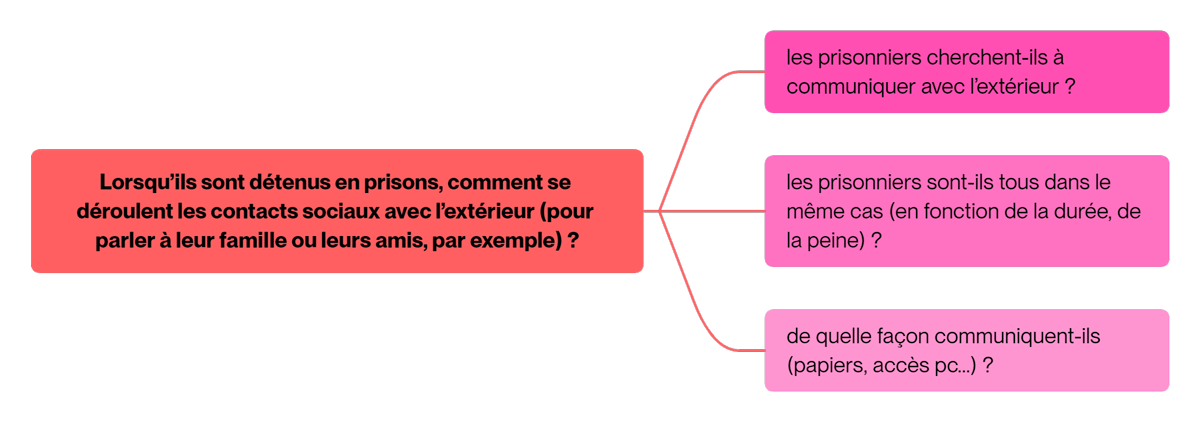 Lorsqu’ils sont détenus en prisons, comment se
déroulent les contacts sociaux avec l’extérieur (pour
parler à leur famille ou leurs amis, par exemple) ?
les prisonniers cherchent-ils à
communiquer avec l’extérieur ?
les prisonniers sont-ils tous dans le
même cas (en fonction de la durée, de
la peine) ?
de quelle façon communiquent-ils
(papiers, accès pc...) ?